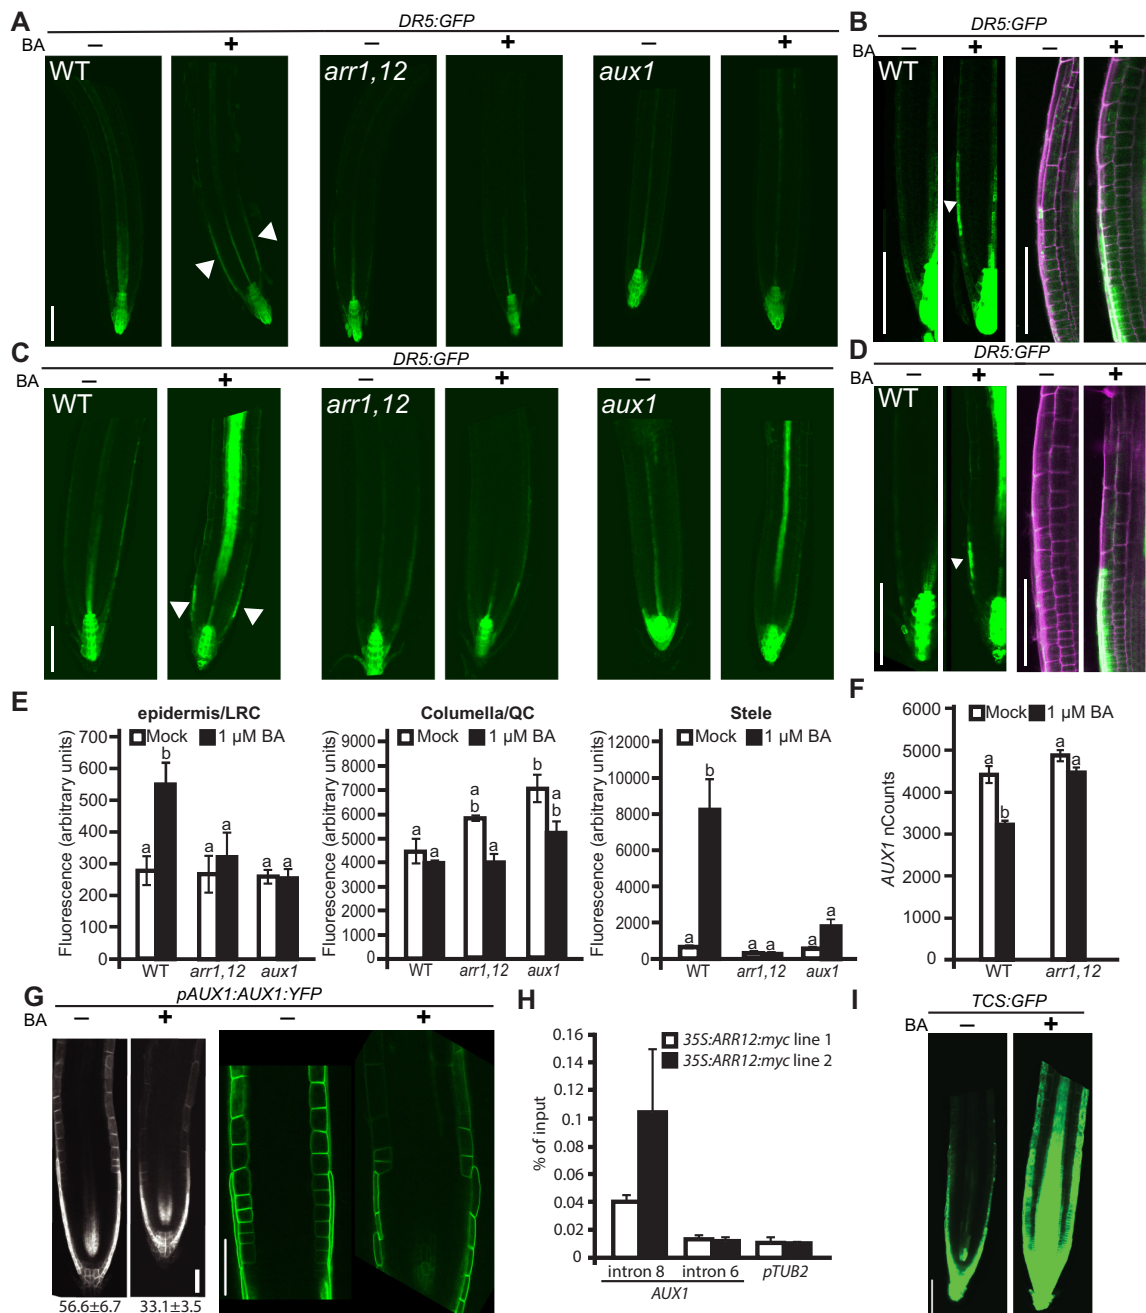 A
DR5:GFP
BA – + – + – +
WT arr1,12 aux1
B
DR5:GFP
BA – + – +
WT
C
DR5:GFP
BA – + – + – +
WT arr1,12 aux1
D
DR5:GFP
BA – + – +
WT
E
epidermis/LRC
Mock 1 µM BA
Fluorescence (arbitrary units)
700
600
500
400
300
200
100
0
a b a a a a
WT arr1,12 aux1
Columella/QC
Mock 1 µM BA
Fluorescence (arbitrary units)
9000
8000
7000
6000
5000
4000
3000
2000
1000
0
a a a b a b a b
WT arr1,12 aux1
Stele
Mock 1 µM BA
Fluorescence (arbitrary units)
12000
10000
8000
6000
4000
2000
0
a b a a a a
WT arr1,12 aux1
F
Mock 1 µM BA
AUX1 nCounts
6000
5000
4000
3000
2000
1000
0
a b a a
WT arr1,12
G
pAUX1:AUX1:YFP
BA – + – +
56.6±6.7 33.1±3.5
H
35S:ARR12:myc line 1
35S:ARR12:myc line 2
% of input
0.16
0.14
0.12
0.1
0.08
0.06
0.04
0.02
0
intron 8 intron 6 pTUB2
AUX1
I
TCS:GFP
BA – +